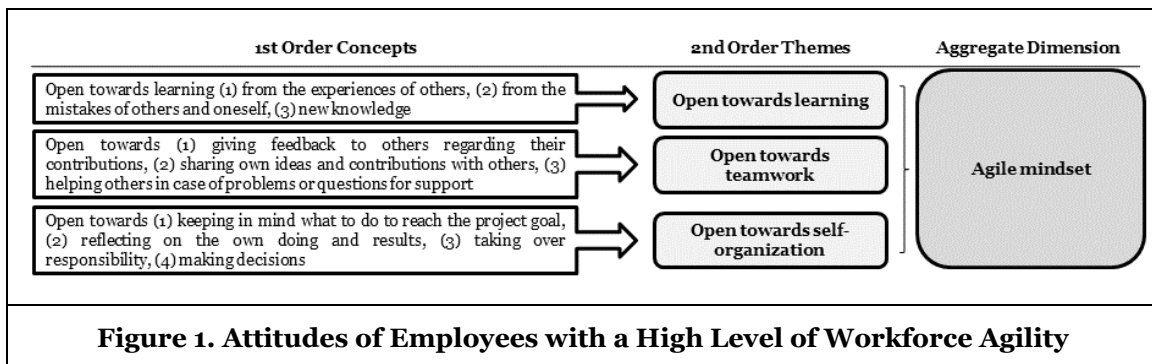 1st Order Concepts
2nd Order Themes
Aggregate Dimension
Open towards learning (1) from the experiences of others, (2) from the
mistakes of others and oneself, (3) new knowledge
Open towards learning
Open towards (1) giving feedback to others regarding their
contributions, (2) sharing own ideas and contributions with others, (3)
helping others in case of problems or questions for support
Open towards
teamwork
Open towards (1) keeping in mind what to do to reach the project goal,
(2) reflecting on the own doing and results, (3) taking over
responsibility, (4) making decisions
Open towards self-
organization
Agile mindset
Figure 1. Attitudes of Employees with a High Level of Workforce Agility